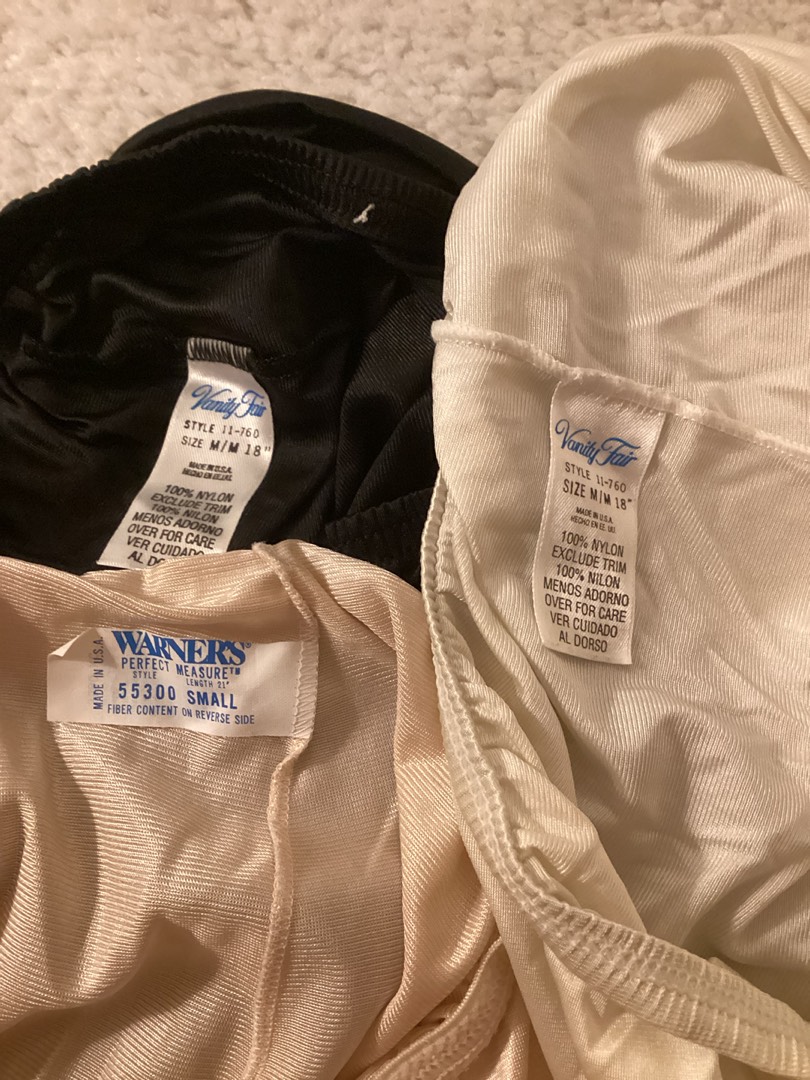 Vanity Fair
STYLE 11-760
SIZE M/M 18"
MADE IN U.S.A.
HECHO EN EE.UU.
100% NYLON
EXCLUDE TRIM
100% NILON
MENOS ADORNO
OVER FOR CARE
VER CUIDADO
AL DO
Vanity Fair
STYLE 11-760
SIZE M/M 18"
MADE IN U.S.A.
HECHO EN EE. UU.
100% NYLON
EXCLUDE TRIM
100% NILON
MENOS ADORNO
OVER FOR CARE
VER CUIDADO
AL DORSO
MADE IN U.S.A.
WARNER'S®
PERFECT MEASURE™
STYLE LENGTH 21"
55300 SMALL
FIBER CONTENT ON REVERSE SIDE